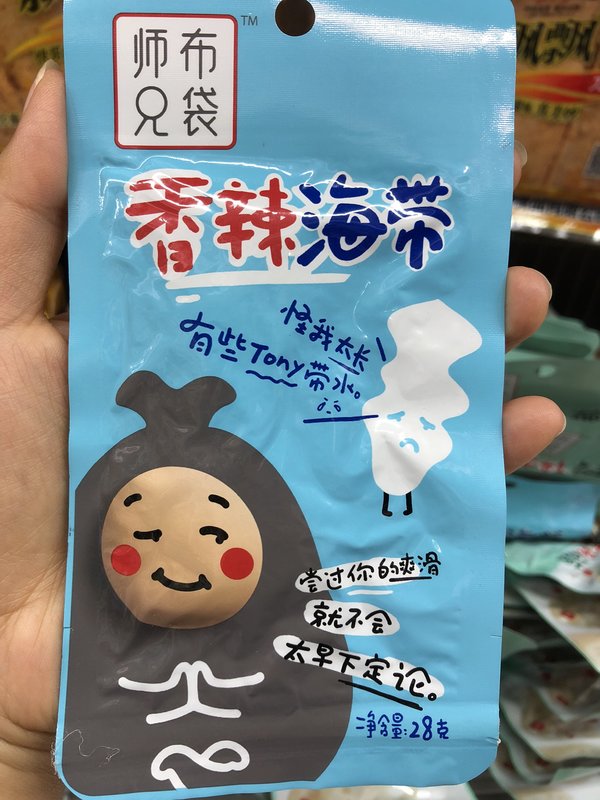 布袋
师兄
TM
香辣海带
怪我太长
有些Tony带水。
尝过你的爽滑
就不会
太早下定论。
净含量:28克